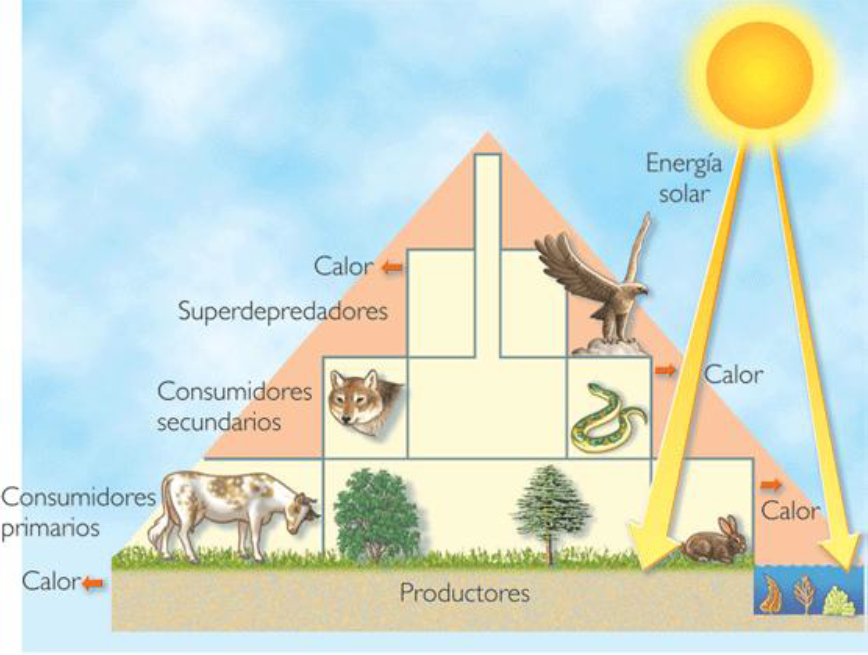 Energía
solar
Calor
Superdepredadores
Calor
Consumidores
secundarios
Consumidores
primarios
Calor
Calor
Productores